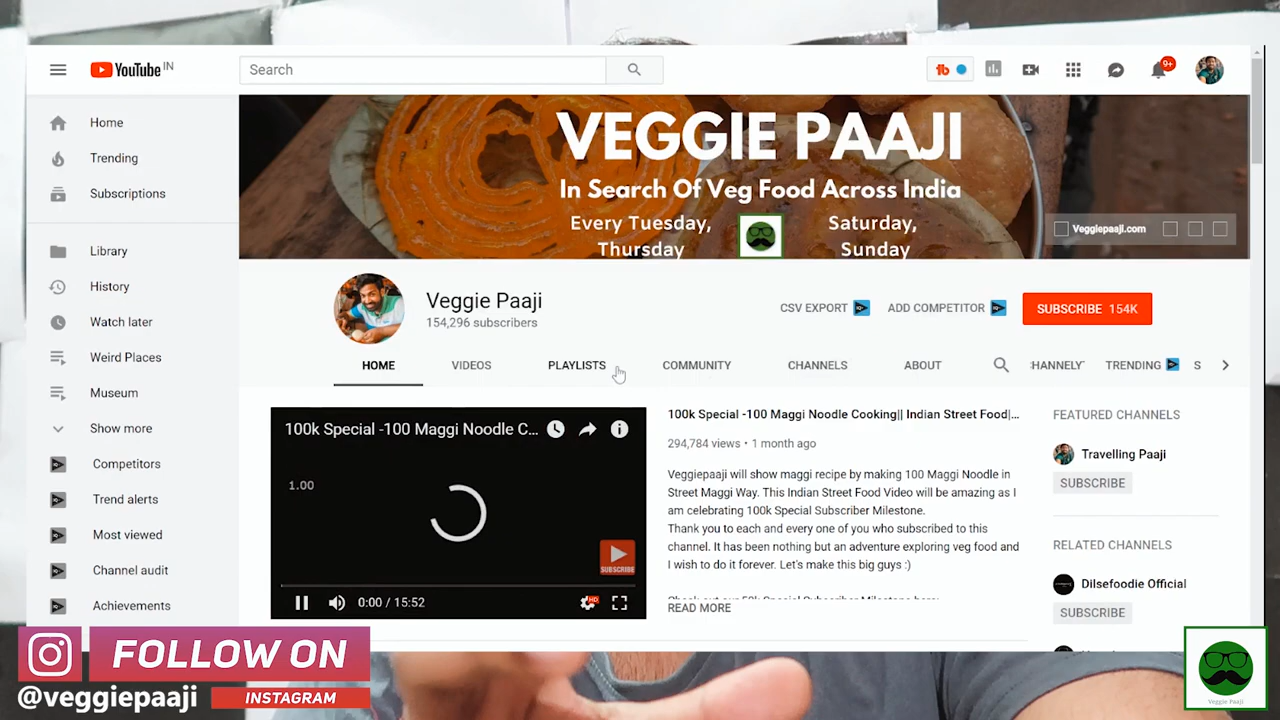 YouTube IN
Search
9+
Home
Trending
Subscriptions
Library
History
Watch later
Weird Places
Museum
Show more
Competitors
Trend alerts
Most viewed
Channel audit
Achievements
VEGGIE PAAJI
In Search Of Veg Food Across India
Every Tuesday,
Thursday
Saturday,
Sunday
Veggiepaaji.com
Veggie Paaji
154,296 subscribers
CSV EXPORT
ADD COMPETITOR
SUBSCRIBE 154K
HOME
VIDEOS
PLAYLISTS
COMMUNITY
CHANNELS
ABOUT
HANNELY
TRENDING
S
100k Special -100 Maggi Noodle C...
1.00
SUBSCRIBE
0:00 / 15:52
HD
100k Special -100 Maggi Noodle Cooking|| Indian Street Food|...
294,784 views • 1 month ago
Veggiepaaji will show maggi recipe by making 100 Maggi Noodle in
Street Maggi Way. This Indian Street Food Video will be amazing as I
am celebrating 100k Special Subscriber Milestone.
Thank you to each and every one of you who subscribed to this
channel. It has been nothing but an adventure exploring veg food and
I wish to do it forever. Let's make this big guys :)
READ MORE
FEATURED CHANNELS
Travelling Paaji
SUBSCRIBE
RELATED CHANNELS
Dilsefoodie Official
SUBSCRIBE
FOLLOW ON
@veggiepaaji
INSTAGRAM
Veggie Paaji